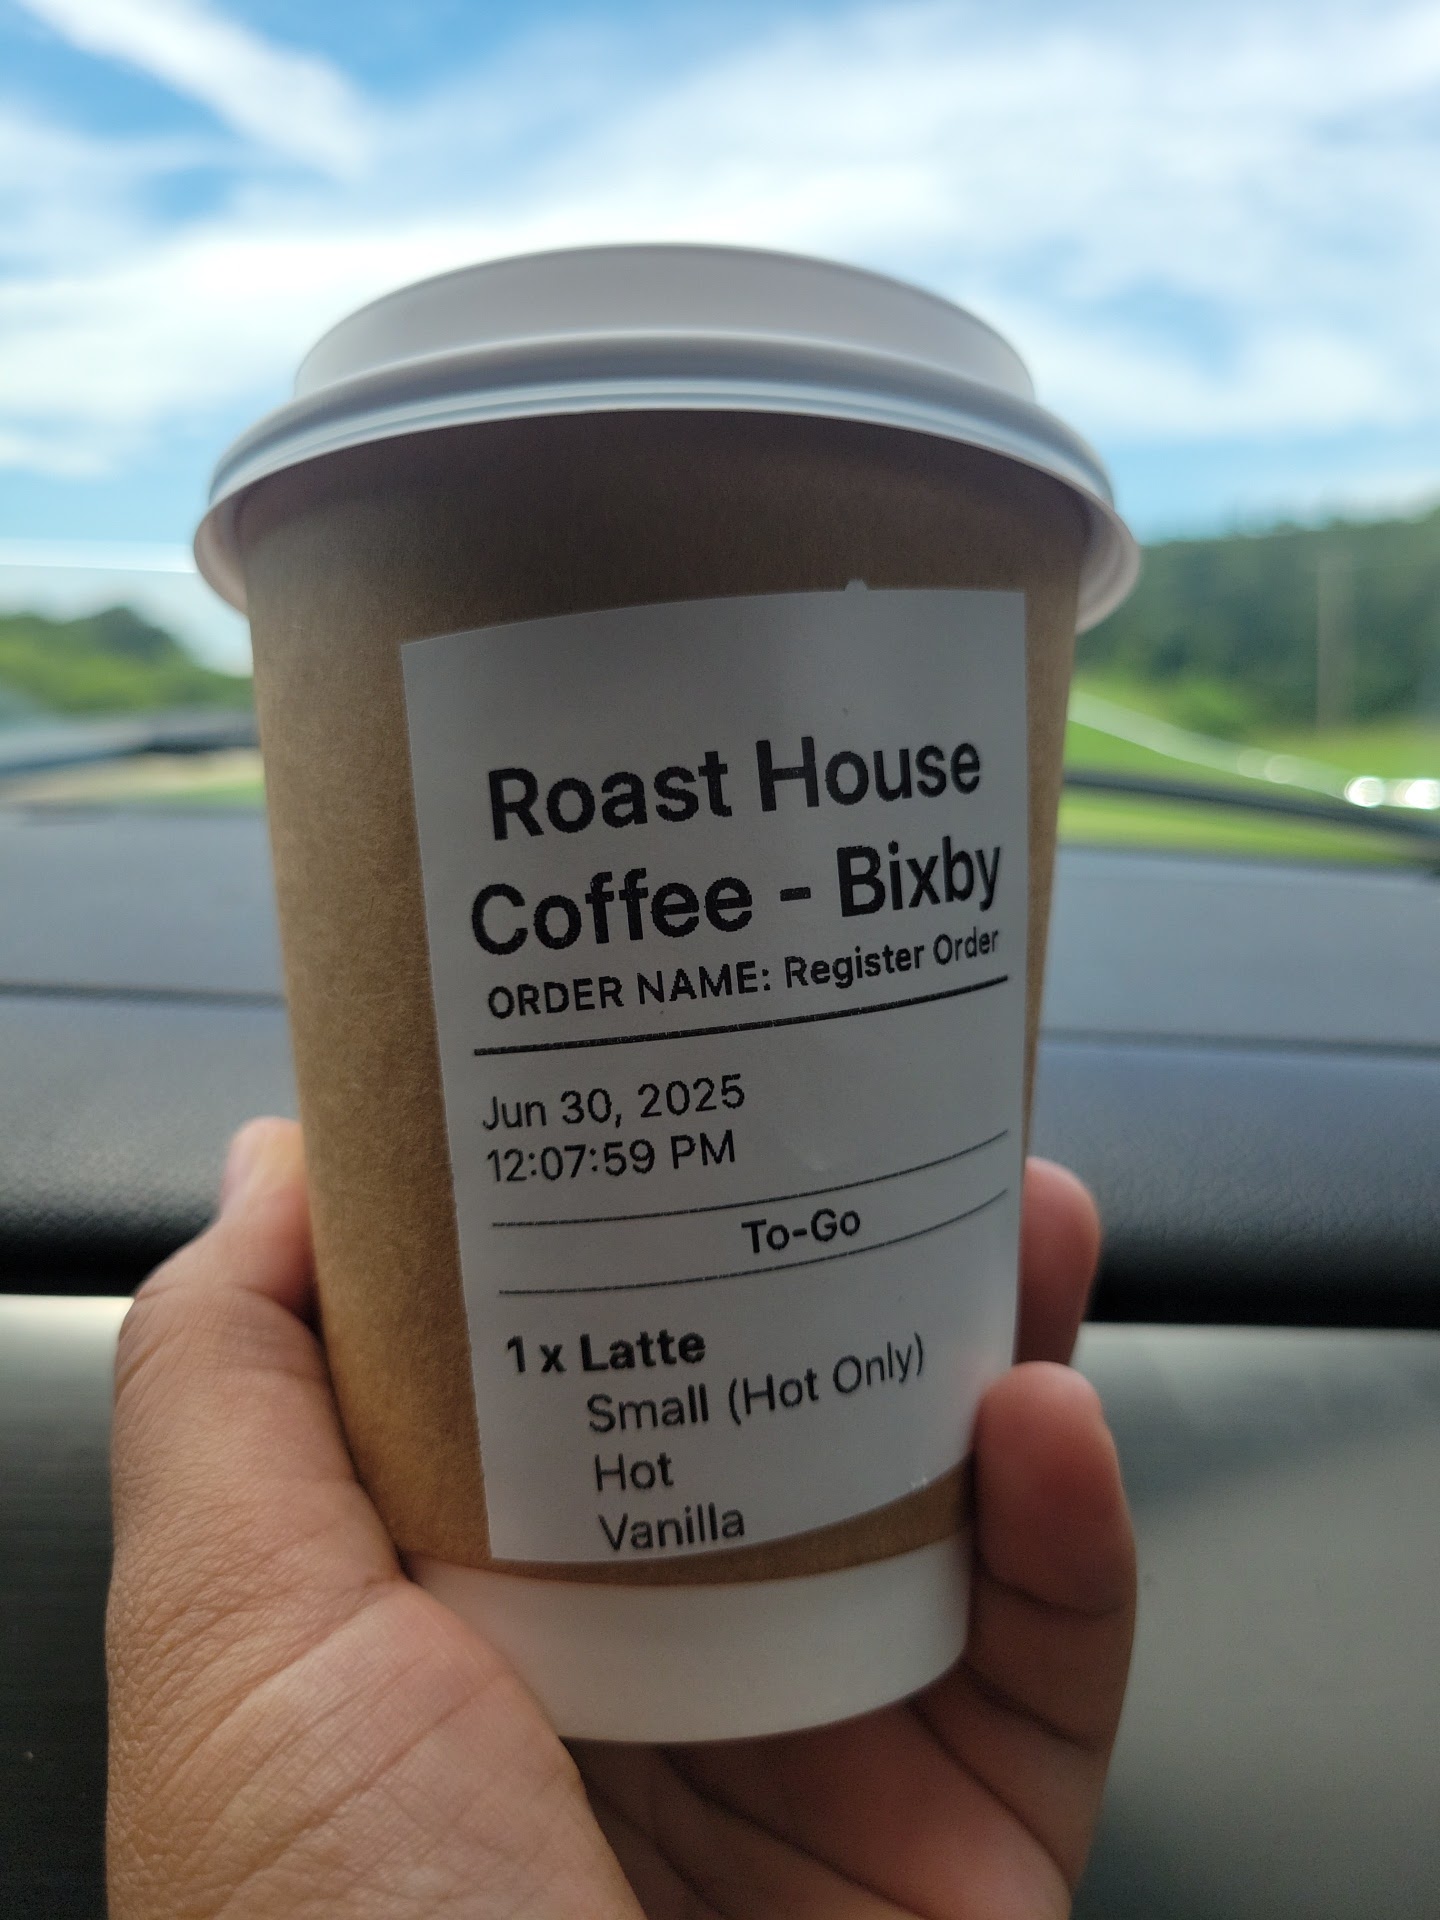 Roast House
Coffee - Bixby
ORDER NAME: Register Order
Jun 30, 2025
12:07:59 PM
To-Go
1 x Latte
Small (Hot Only)
Hot
Vanilla